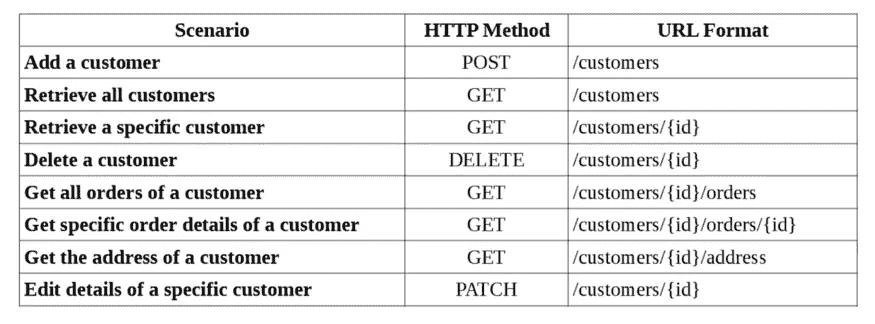 Scenario HTTP Method URL Format
Add a customer POST /customers
Retrieve all customers GET /customers
Retrieve a specific customer GET /customers/{id}
Delete a customer DELETE /customers/{id}
Get all orders of a customer GET /customers/{id}/orders
Get specific order details of a customer GET /customers/{id}/orders/{id}
Get the address of a customer GET /customers/{id}/address
Edit details of a specific customer PATCH /customers/{id}